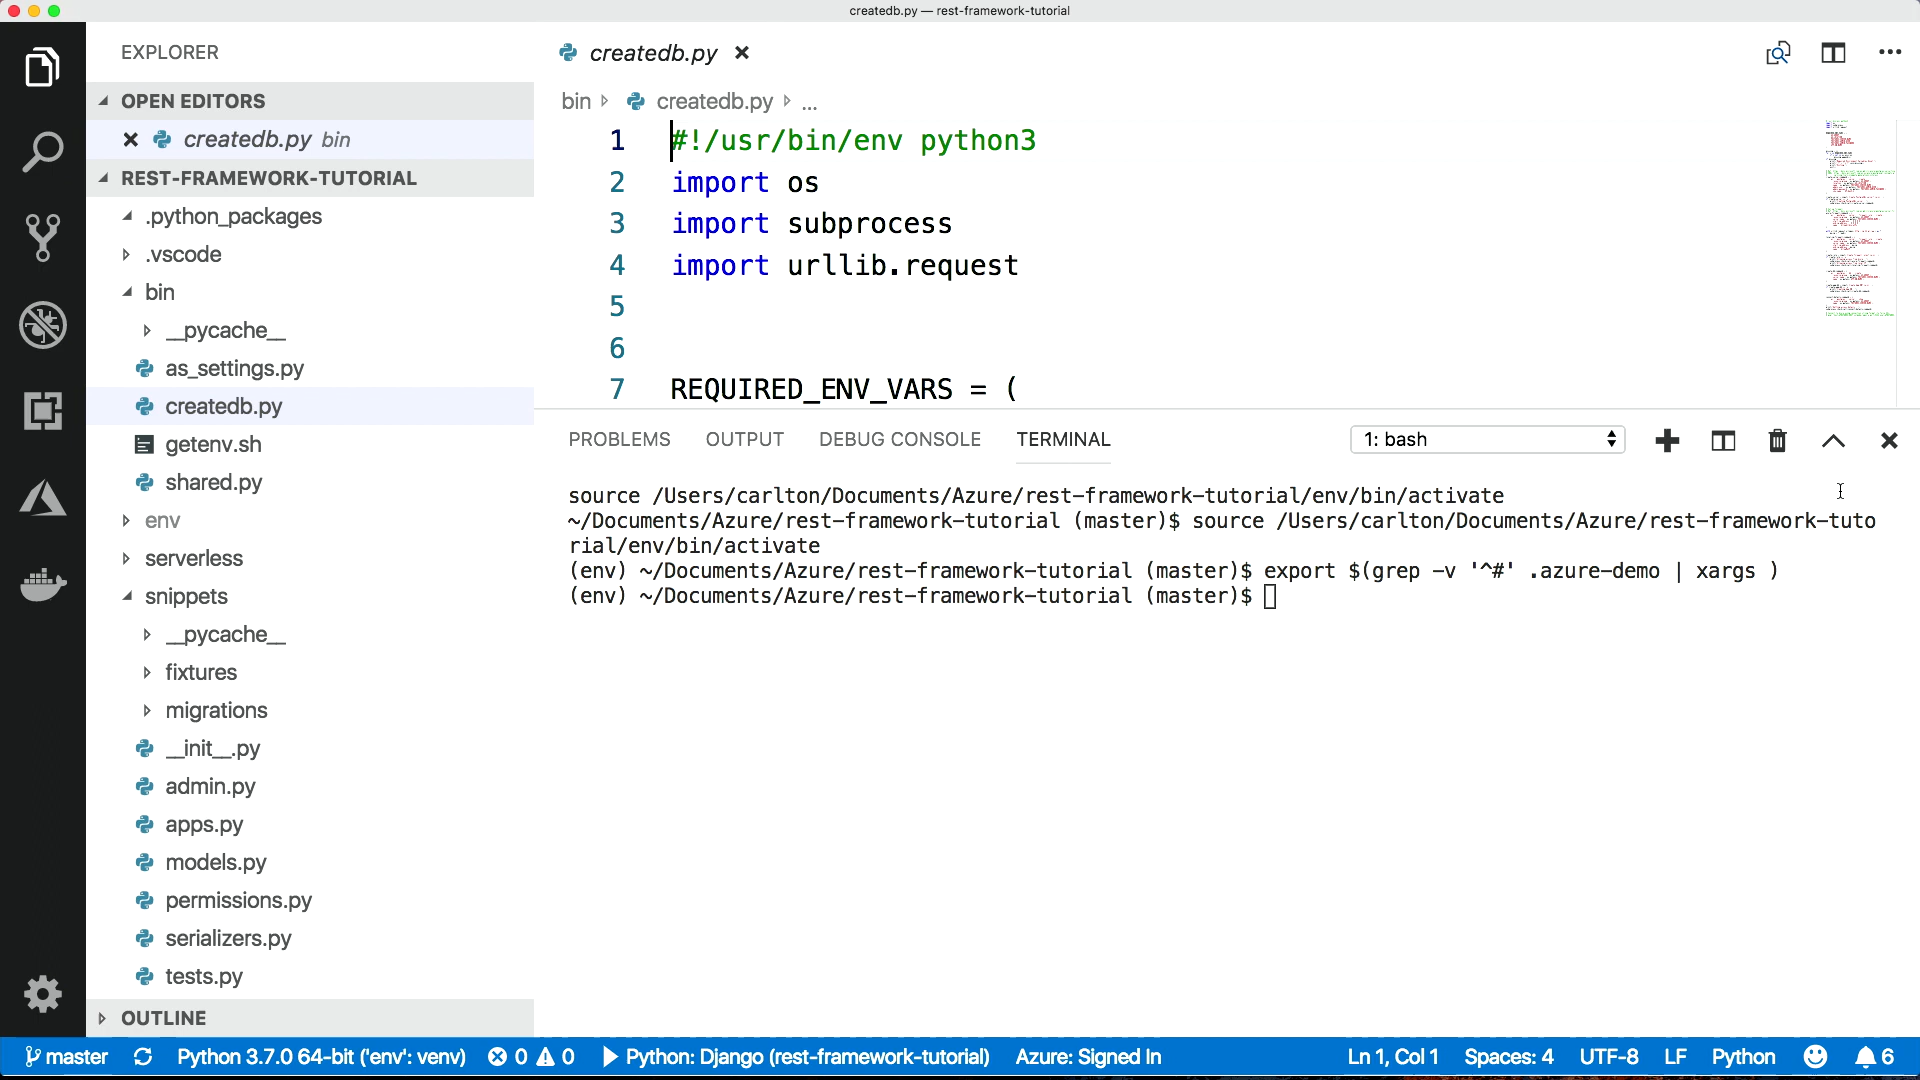 createdb.py — rest-framework-tutorial
EXPLORER
OPEN EDITORS
createdb.py bin
REST-FRAMEWORK-TUTORIAL
.python_packages
.vscode
bin
__pycache__
as_settings.py
createdb.py
getenv.sh
shared.py
env
serverless
snippets
__pycache__
fixtures
migrations
__init__.py
admin.py
apps.py
models.py
permissions.py
serializers.py
tests.py
OUTLINE
createdb.py
bin createdb.py ...
1 #!/usr/bin/env python3
2 import os
3 import subprocess
4 import urllib.request
5
6
7 REQUIRED_ENV_VARS = (
PROBLEMS OUTPUT DEBUG CONSOLE TERMINAL 1: bash
source /Users/carlton/Documents/Azure/rest-framework-tutorial/env/bin/activate
~/Documents/Azure/rest-framework-tutorial (master)$ source /Users/carlton/Documents/Azure/rest-framework-tuto
rial/env/bin/activate
(env) ~/Documents/Azure/rest-framework-tutorial (master)$ export $(grep -v '^#' .azure-demo | xargs )
(env) ~/Documents/Azure/rest-framework-tutorial (master)$
master Python 3.7.0 64-bit ('env': venv) 0 0 Python: Django (rest-framework-tutorial) Azure: Signed In Ln 1, Col 1 Spaces: 4 UTF-8 LF Python 6